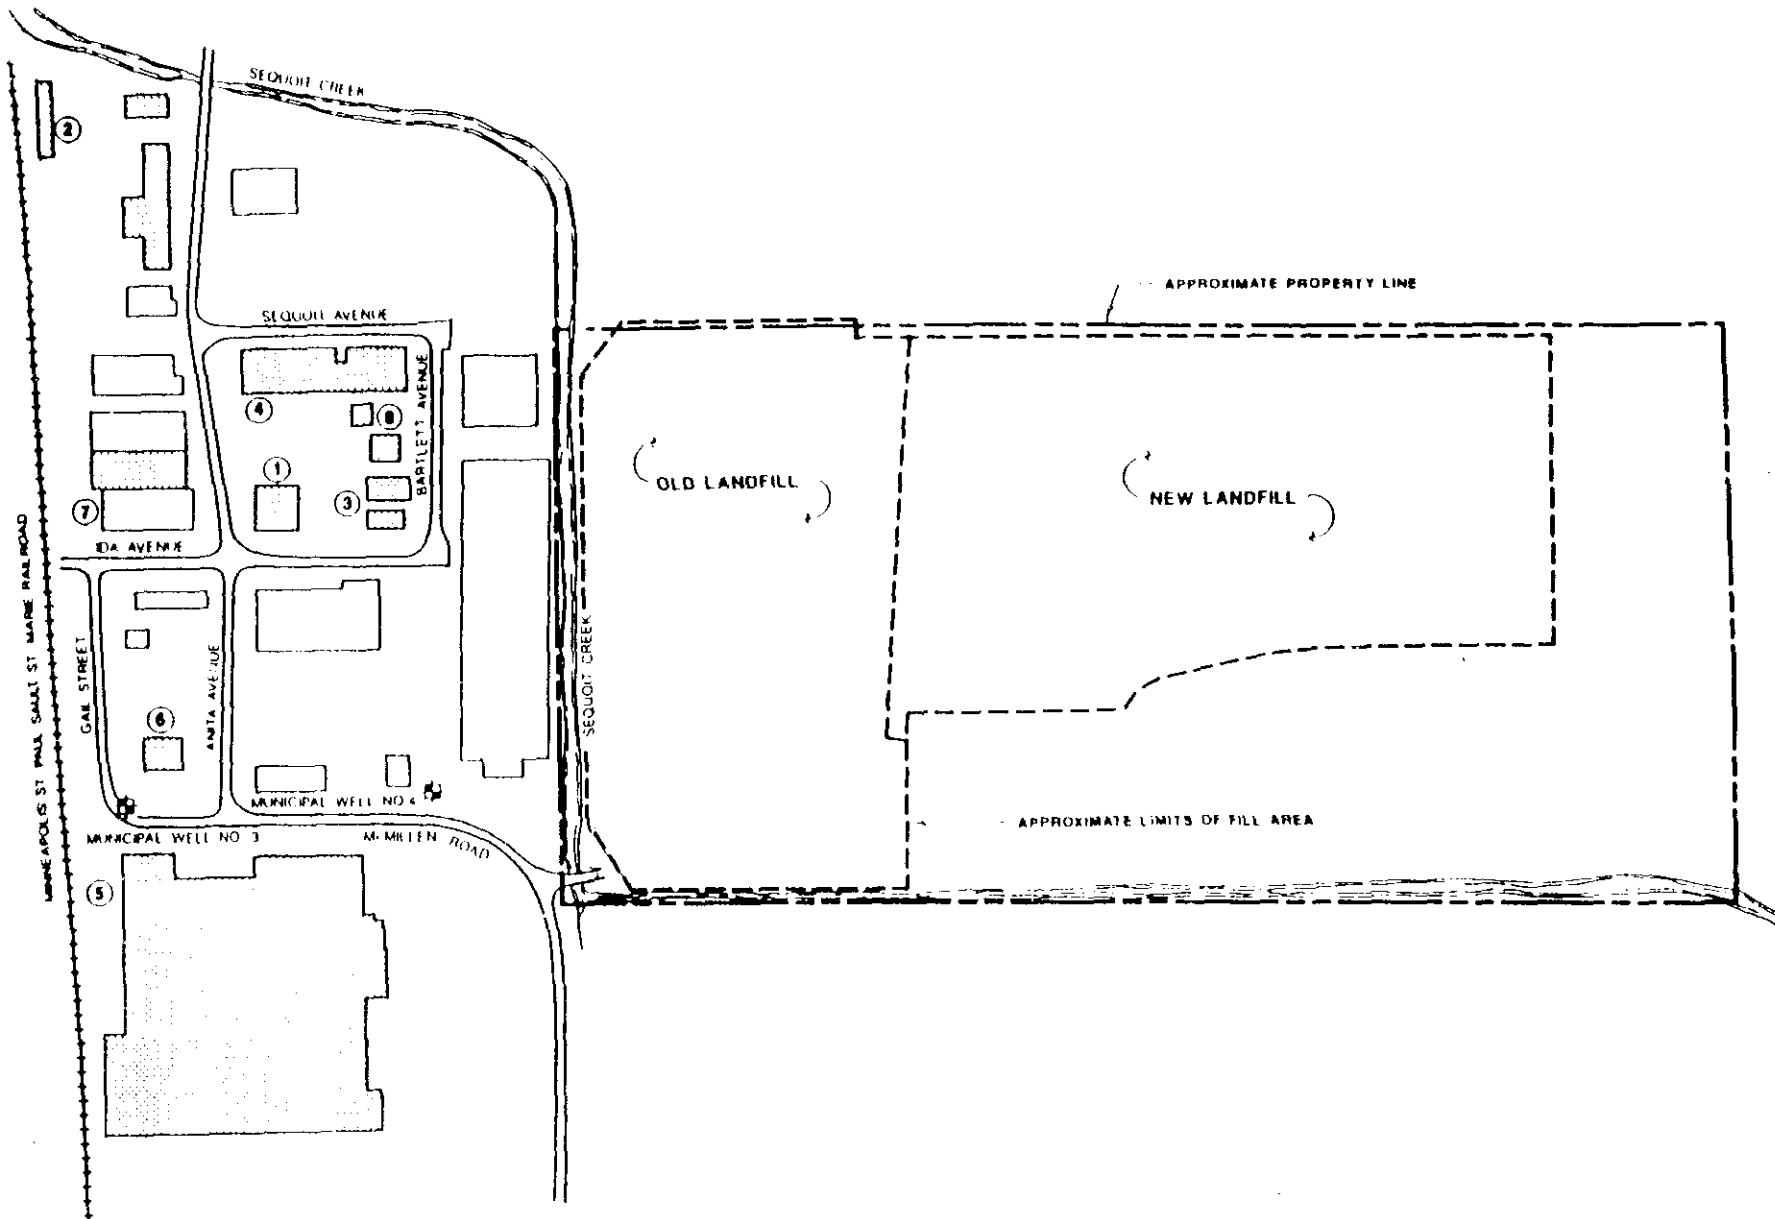 SEQUOIT CREEK
2
APPROXIMATE PROPERTY LINE
SEQUOIT AVENUE
BARTLETT AVENUE
4
8
1
3
7
OLD LANDFILL
NEW LANDFILL
IDA AVENUE
MINNEAPOLIS ST PAUL SAULT ST MARIE RAILROAD
GAIL STREET
ANITA AVENUE
SEQUOIT CREEK
6
MUNICIPAL WELL NO 4
MUNICIPAL WELL NO 3
McMILLEN ROAD
APPROXIMATE LIMITS OF FILL AREA
5